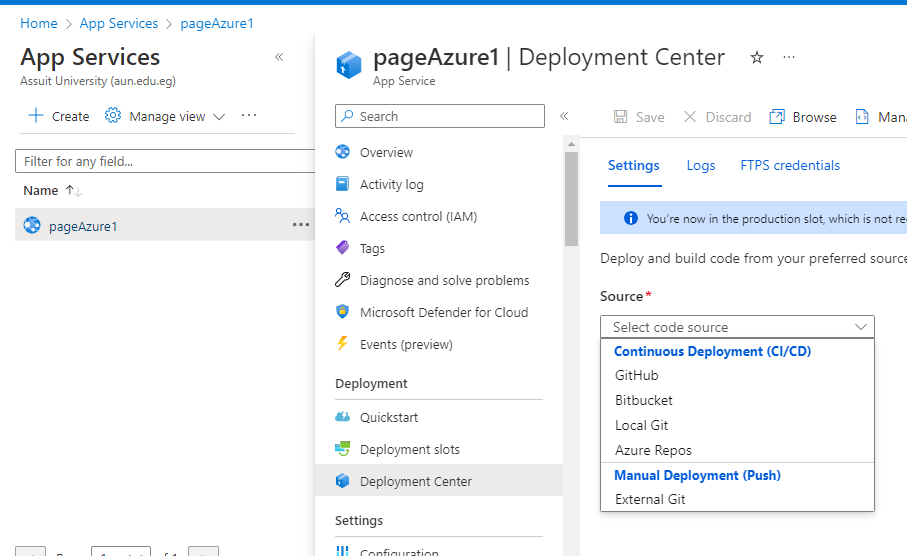 Home > App Services > pageAzure1
App Services
«
Assuit University (aun.edu.eg)
Create
Manage view
...
Filter for any field...
Name
pageAzure1
...
pageAzure1 | Deployment Center
...
App Service
Search
«
Overview
Activity log
Access control (IAM)
Tags
Diagnose and solve problems
Microsoft Defender for Cloud
Events (preview)
Deployment
Quickstart
Deployment slots
Deployment Center
Settings
Configuration
Save
Discard
Browse
Settings
Logs
FTPS credentials
You're now in the production slot, which is not
Deploy and build code from your preferred source
Source*
Select code source
Continuous Deployment (CI/CD)
GitHub
Bitbucket
Local Git
Azure Repos
Manual Deployment (Push)
External Git